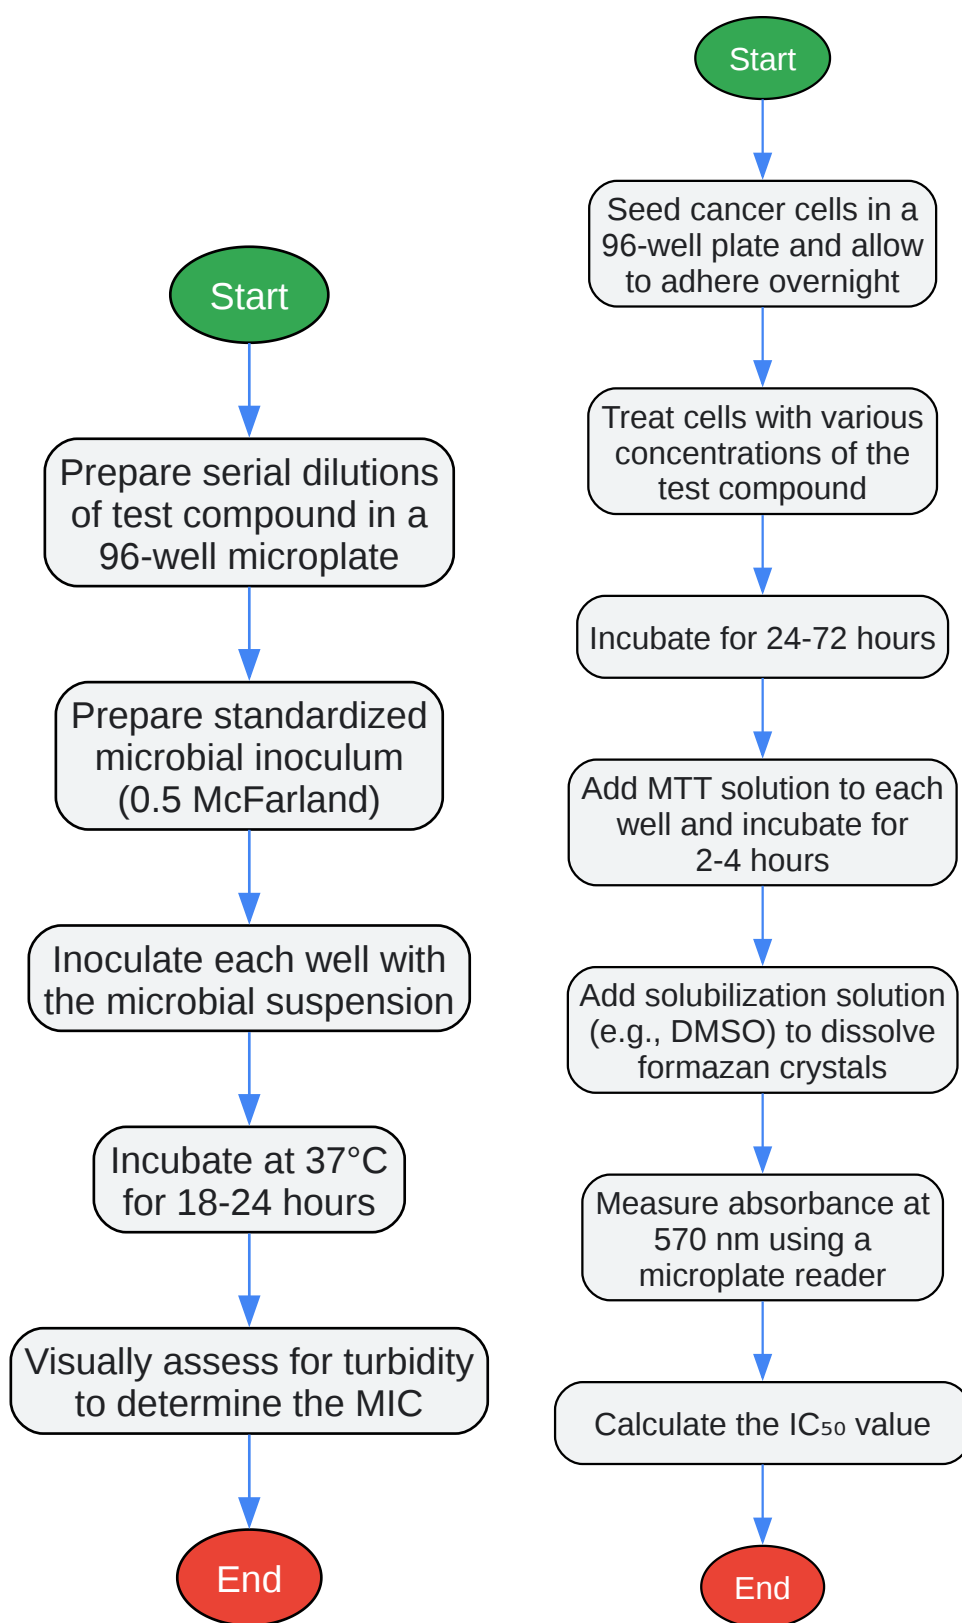 Start
Prepare serial dilutions
of test compound in a
96-well microplate
Prepare standardized
microbial inoculum
(0.5 McFarland)
Inoculate each well with
the microbial suspension
Incubate at 37°C
for 18-24 hours
Visually assess for turbidity
to determine the MIC
End
Start
Seed cancer cells in a
96-well plate and allow
to adhere overnight
Treat cells with various
concentrations of the
test compound
Incubate for 24-72 hours
Add MTT solution to each
well and incubate for
2-4 hours
Add solubilization solution
(e.g., DMSO) to dissolve
formazan crystals
Measure absorbance at
570 nm using a
microplate reader
Calculate the IC₅₀ value
End